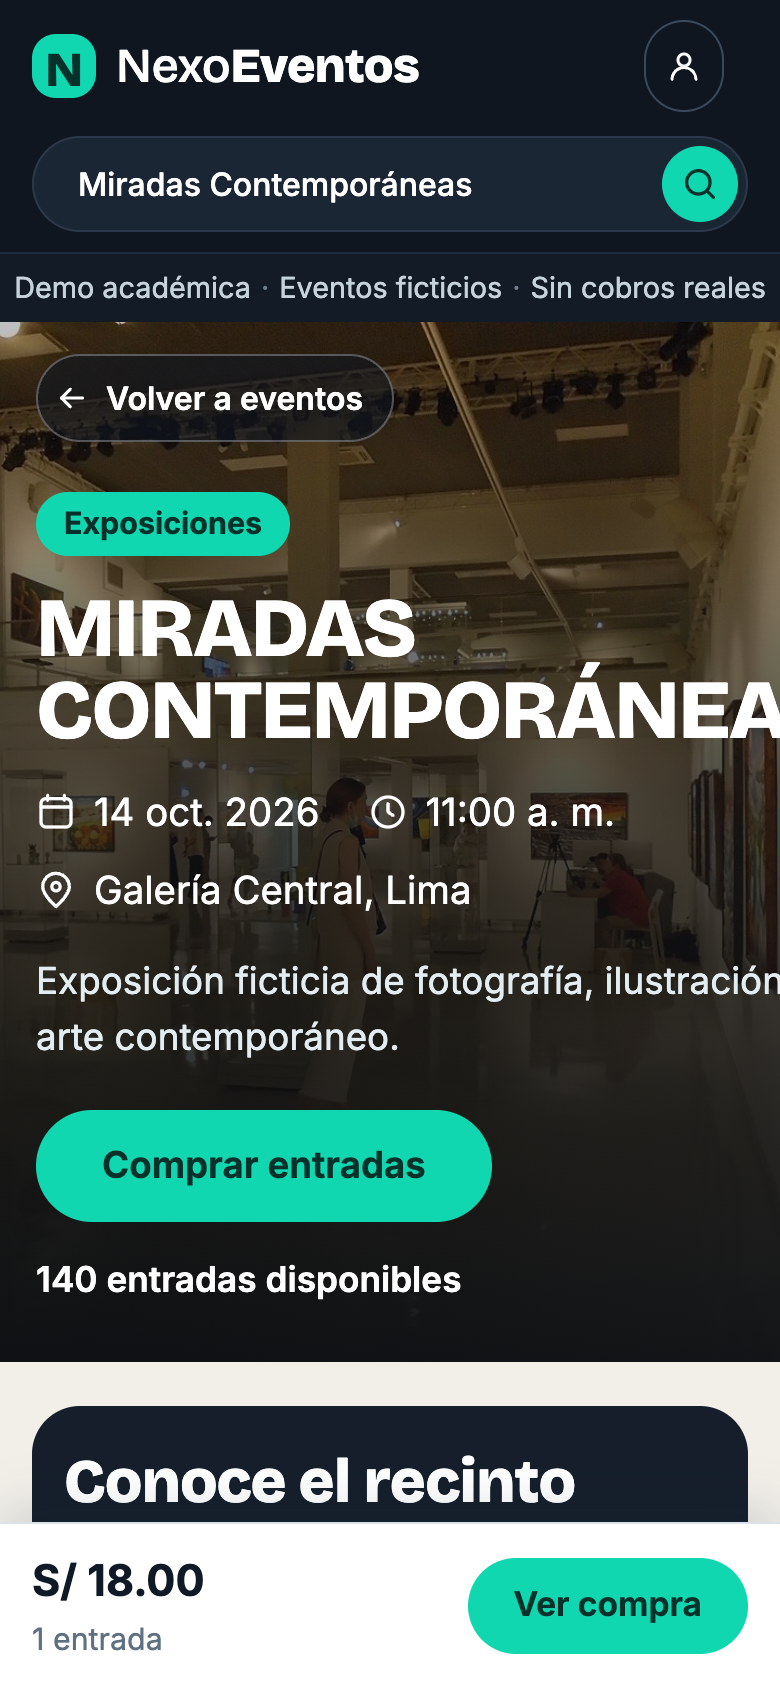 N NexoEventos
Miradas Contemporáneas
Demo académica · Eventos ficticios · Sin cobros reales
← Volver a eventos
Exposiciones
MIRADAS
CONTEMPORÁNEA
14 oct. 2026 11:00 a. m.
Galería Central, Lima
Exposición ficticia de fotografía, ilustración
arte contemporáneo.
Comprar entradas
140 entradas disponibles
Conoce el recinto
S/ 18.00
Ver compra
1 entrada